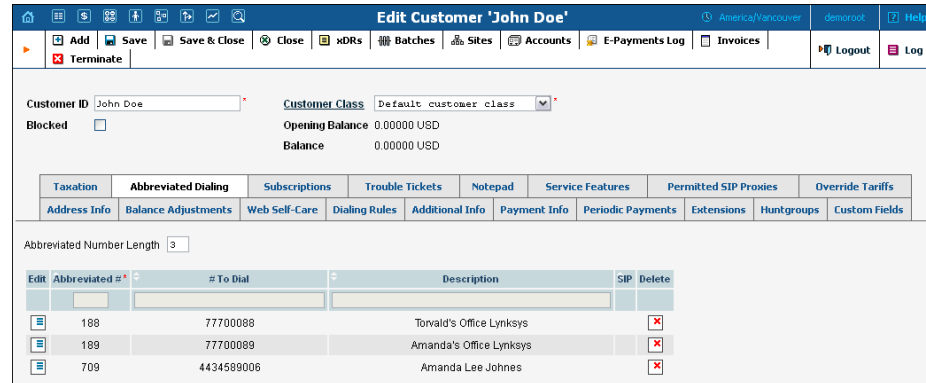 Edit Customer 'John Doe'
America/Vancouver
demoroot
Help
Add
Save
Save & Close
Close
xDRs
Batches
Sites
Accounts
E-Payments Log
Invoices
Terminate
Logout
Log
Customer ID John Doe *
Customer Class Default customer class *
Blocked
Opening Balance 0.00000 USD
Balance 0.00000 USD
Taxation Abbreviated Dialing Subscriptions Trouble Tickets Notepad Service Features Permitted SIP Proxies Override Tariffs
Address Info Balance Adjustments Web Self-Care Dialing Rules Additional Info Payment Info Periodic Payments Extensions Huntgroups Custom Fields
Abbreviated Number Length 3
Edit Abbreviated #* # To Dial Description SIP Delete
188 77700088 Torvald's Office Lynksys
189 77700089 Amanda's Office Lynksys
709 4434589006 Amanda Lee Johnes